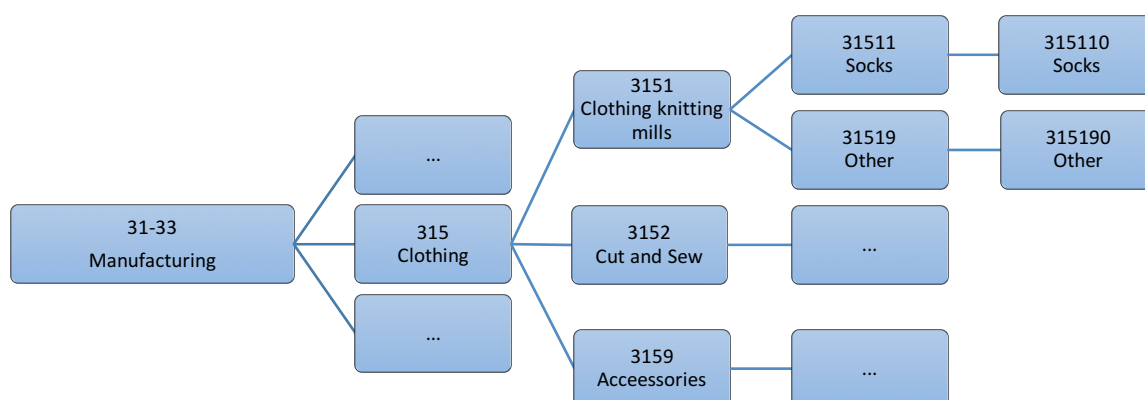 31-33
Manufacturing
...
315
Clothing
...
3151
Clothing knitting
mills
3152
Cut and Sew
3159
Acceessories
31511
Socks
31519
Other
...
...
315110
Socks
315190
Other